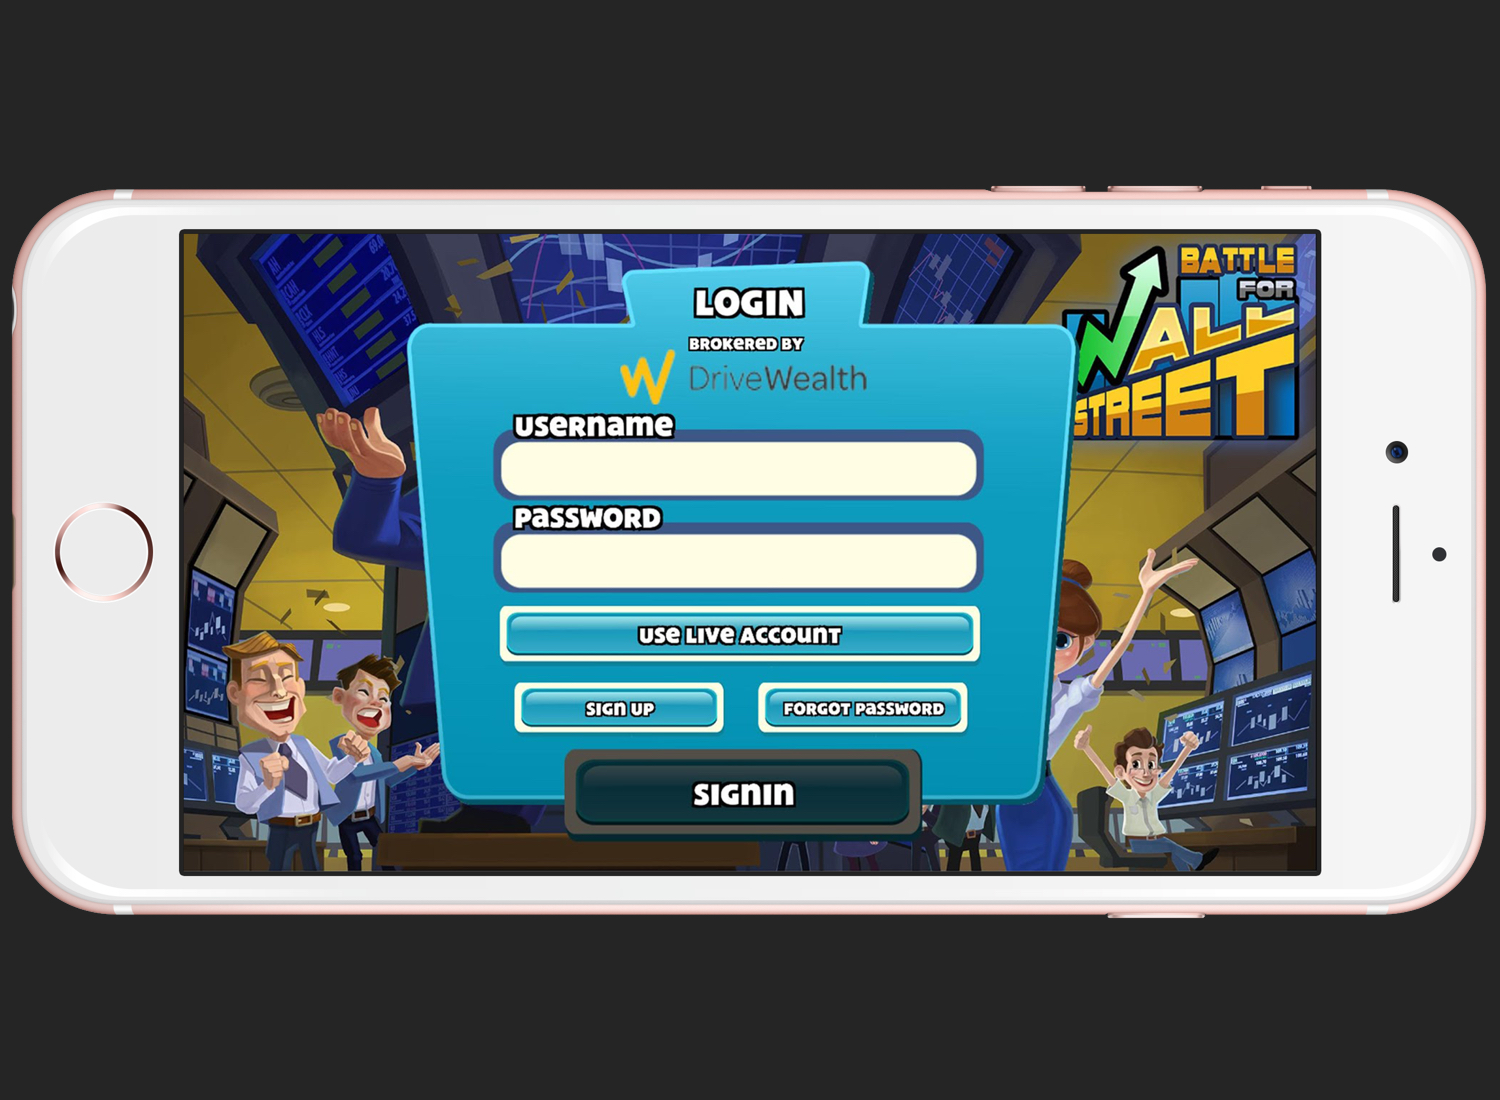 LOGIN
BROKERED BY
DriveWealth
USERNAME
PASSWORD
USE LIVE ACCOUNT
SIGN UP
FORGOT PASSWORD
SIGNIN
BATTLE
FOR
WALL
STREET